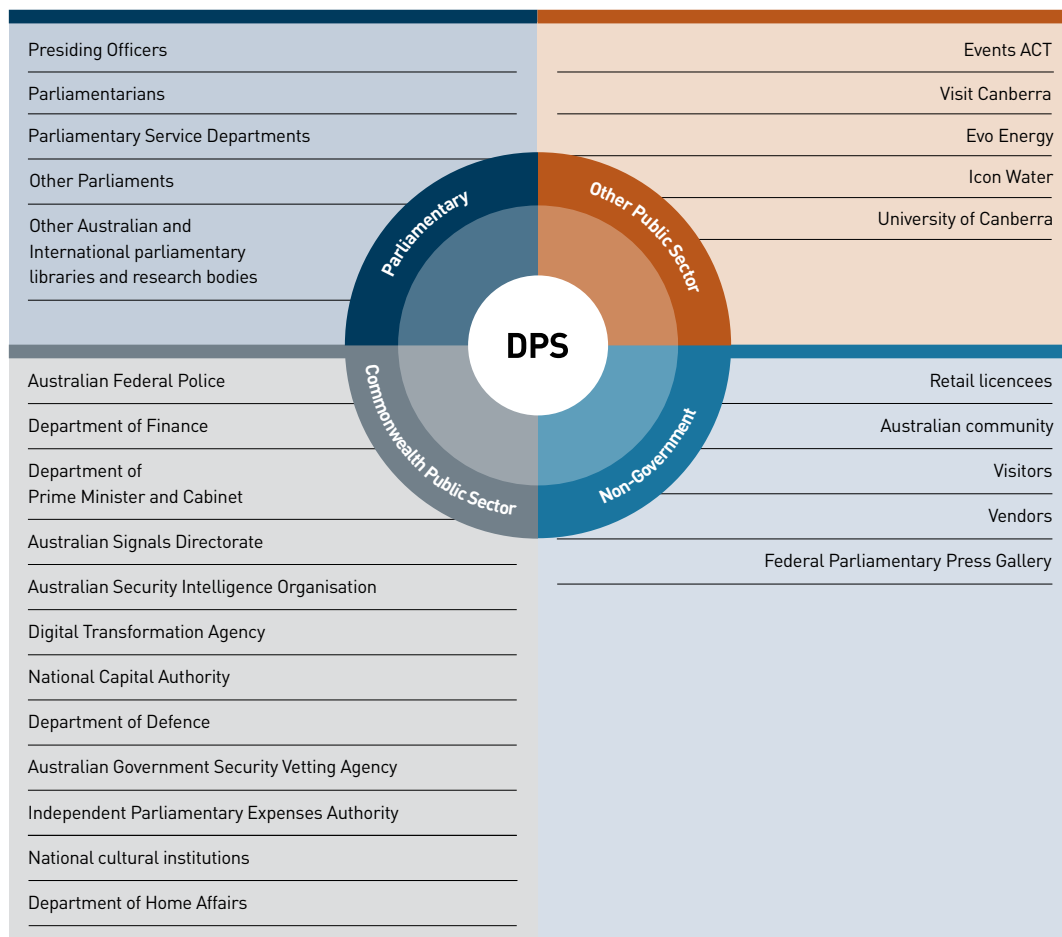 Presiding Officers
Parliamentarians
Parliamentary Service Departments
Other Parliaments
Other Australian and
International parliamentary
libraries and research bodies
Events ACT
Visit Canberra
Evo Energy
Icon Water
University of Canberra
Parliamentary
Other Public Sector
DPS
Commonwealth Public Sector
Non-Government
Australian Federal Police
Department of Finance
Department of
Prime Minister and Cabinet
Australian Signals Directorate
Australian Security Intelligence Organisation
Digital Transformation Agency
National Capital Authority
Department of Defence
Australian Government Security Vetting Agency
Independent Parliamentary Expenses Authority
National cultural institutions
Department of Home Affairs
Retail licencees
Australian community
Visitors
Vendors
Federal Parliamentary Press Gallery